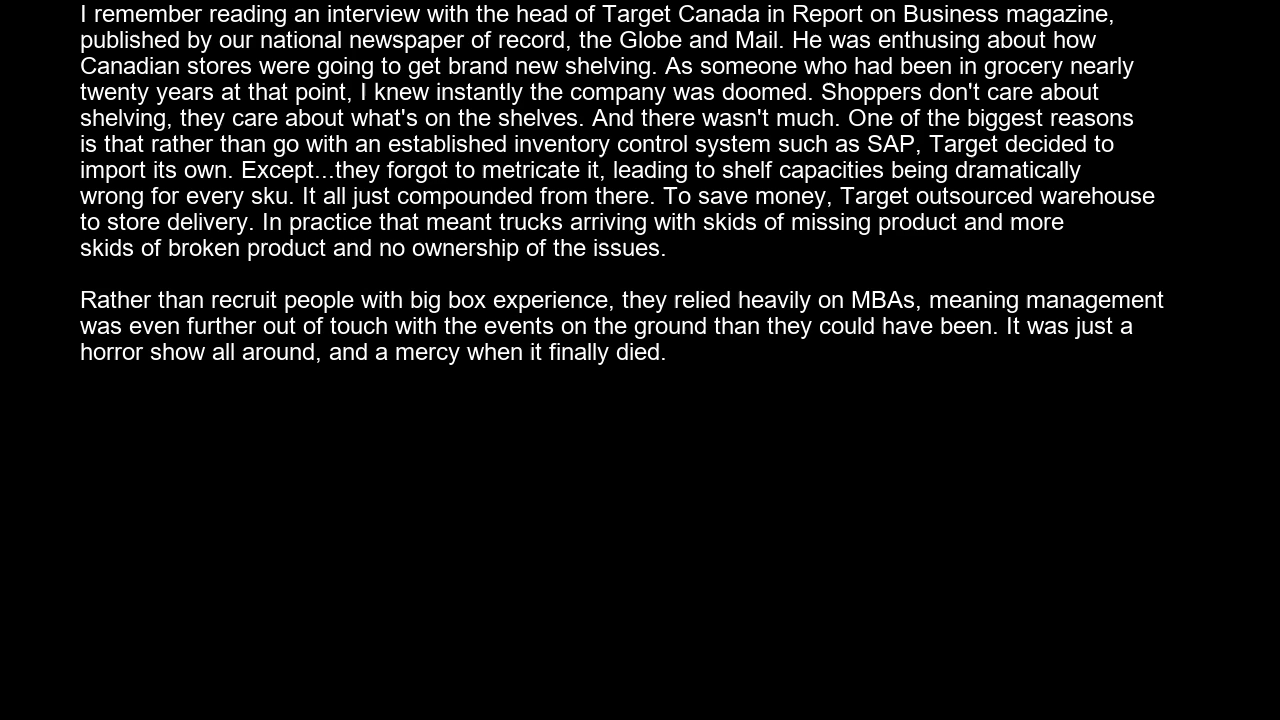 I remember reading an interview with the head of Target Canada in Report on Business magazine,
published by our national newspaper of record, the Globe and Mail. He was enthusing about how
Canadian stores were going to get brand new shelving. As someone who had been in grocery nearly
twenty years at that point, I knew instantly the company was doomed. Shoppers don't care about
shelving, they care about what's on the shelves. And there wasn't much. One of the biggest reasons
is that rather than go with an established inventory control system such as SAP, Target decided to
import its own. Except...they forgot to metricate it, leading to shelf capacities being dramatically
wrong for every sku. It all just compounded from there. To save money, Target outsourced warehouse
to store delivery. In practice that meant trucks arriving with skids of missing product and more
skids of broken product and no ownership of the issues.

Rather than recruit people with big box experience, they relied heavily on MBAs, meaning management
was even further out of touch with the events on the ground than they could have been. It was just a
horror show all around, and a mercy when it finally died.